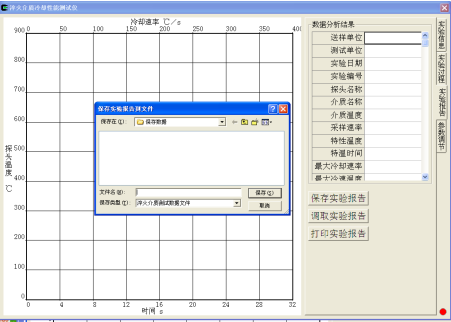 淬火介质冷却性能测试仪
冷却速率 ℃/s
0 50 100 150 200 250 300 350 400
900
800
700
600
500
400
300
200
100
0
探头温度 ℃
0 4 8 12 16 20 24 28 32
时间 s
保存实验报告到文件
保存在(I):
保存数据
文件名(N):
保存(S)
保存类型(T):
淬火介质测试数据文件
取消
数据分析结果
送样单位
测试单位
实验日期
实验编号
探头名称
介质名称
介质温度
采样速率
特性温度
特温时间
最大冷却速率
最大冷速温度
保存实验报告
调取实验报告
打印实验报告
实验信息
实验过程
实验报告
参数调节